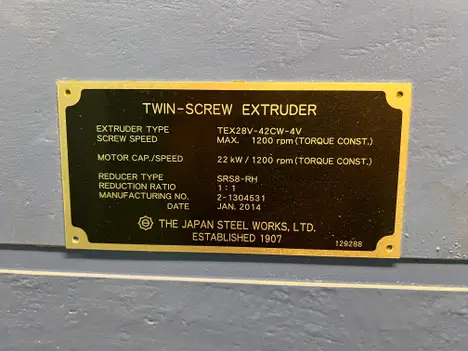 TWIN-SCREW EXTRUDER
EXTRUDER TYPE TEX28V-42CW-4V
SCREW SPEED MAX. 1200 rpm (TORQUE CONST.)
MOTOR CAP./SPEED 22 kW / 1200 rpm (TORQUE CONST.)
REDUCER TYPE SRS8-RH
REDUCTION RATIO 1 : 1
MANUFACTURING NO. 2-1304531
DATE JAN. 2014
THE JAPAN STEEL WORKS, LTD.
ESTABLISHED 1907
129288